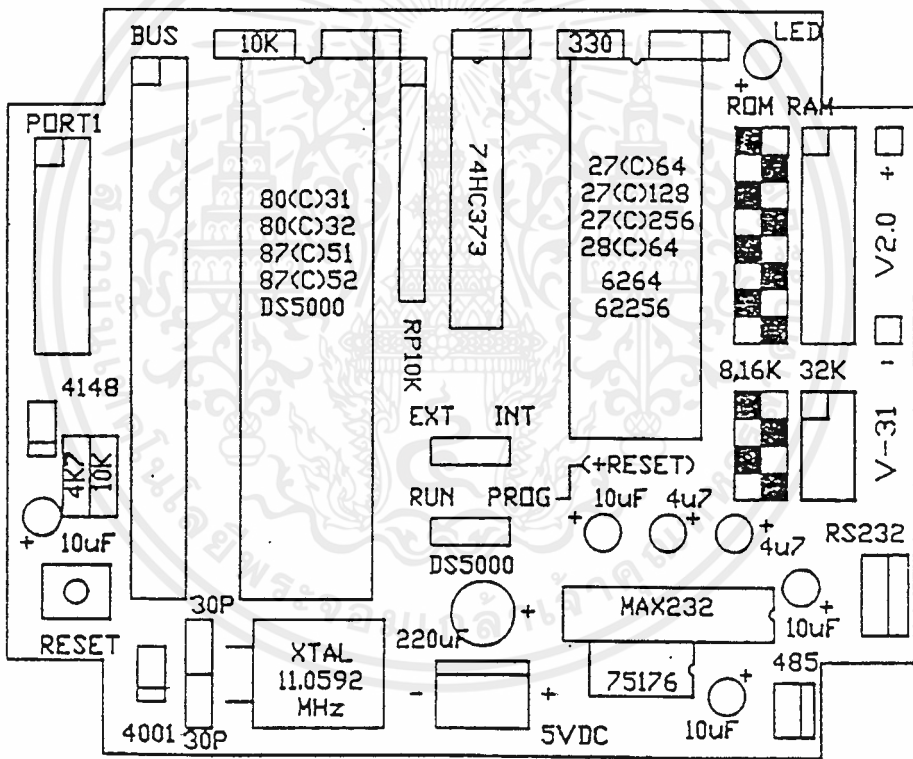 BUS
10K
330
LED
+
PORT1
ROM RAM
74HC373
80(C)31
80(C)32
87(C)51
87(C)52
DS5000
27(C)64
27(C)128
27(C)256
28(C)64
6264
62256
+
V2.0
-
RP10K
4148
8,16K 32K
EXT INT
V-31
4K7
10K
(+RESET)
RUN PROG
10uF 4u7
+
+
+
4u7
RS232
+
10uF
DS5000
30P
MAX232
+
+
10uF
RESET
220uF
XTAL
11.0592
MHz
75176
485
-
+
+
10uF
4001
30P
5VDC